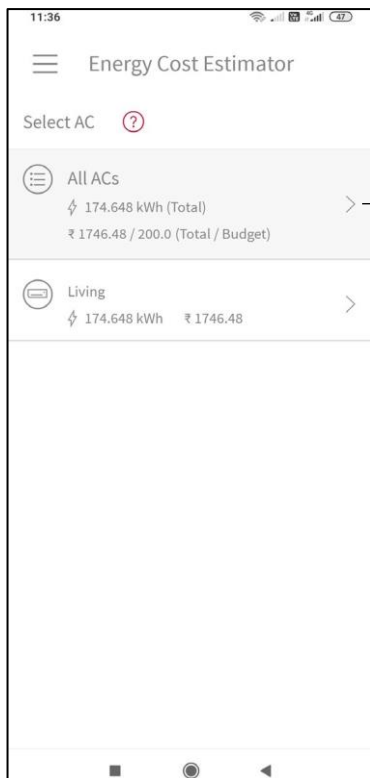 11:36 47
Energy Cost Estimator
Select AC ?
All ACs
174.648 kWh (Total)
₹ 1746.48 / 200.0 (Total / Budget)
Living
174.648 kWh ₹ 1746.48